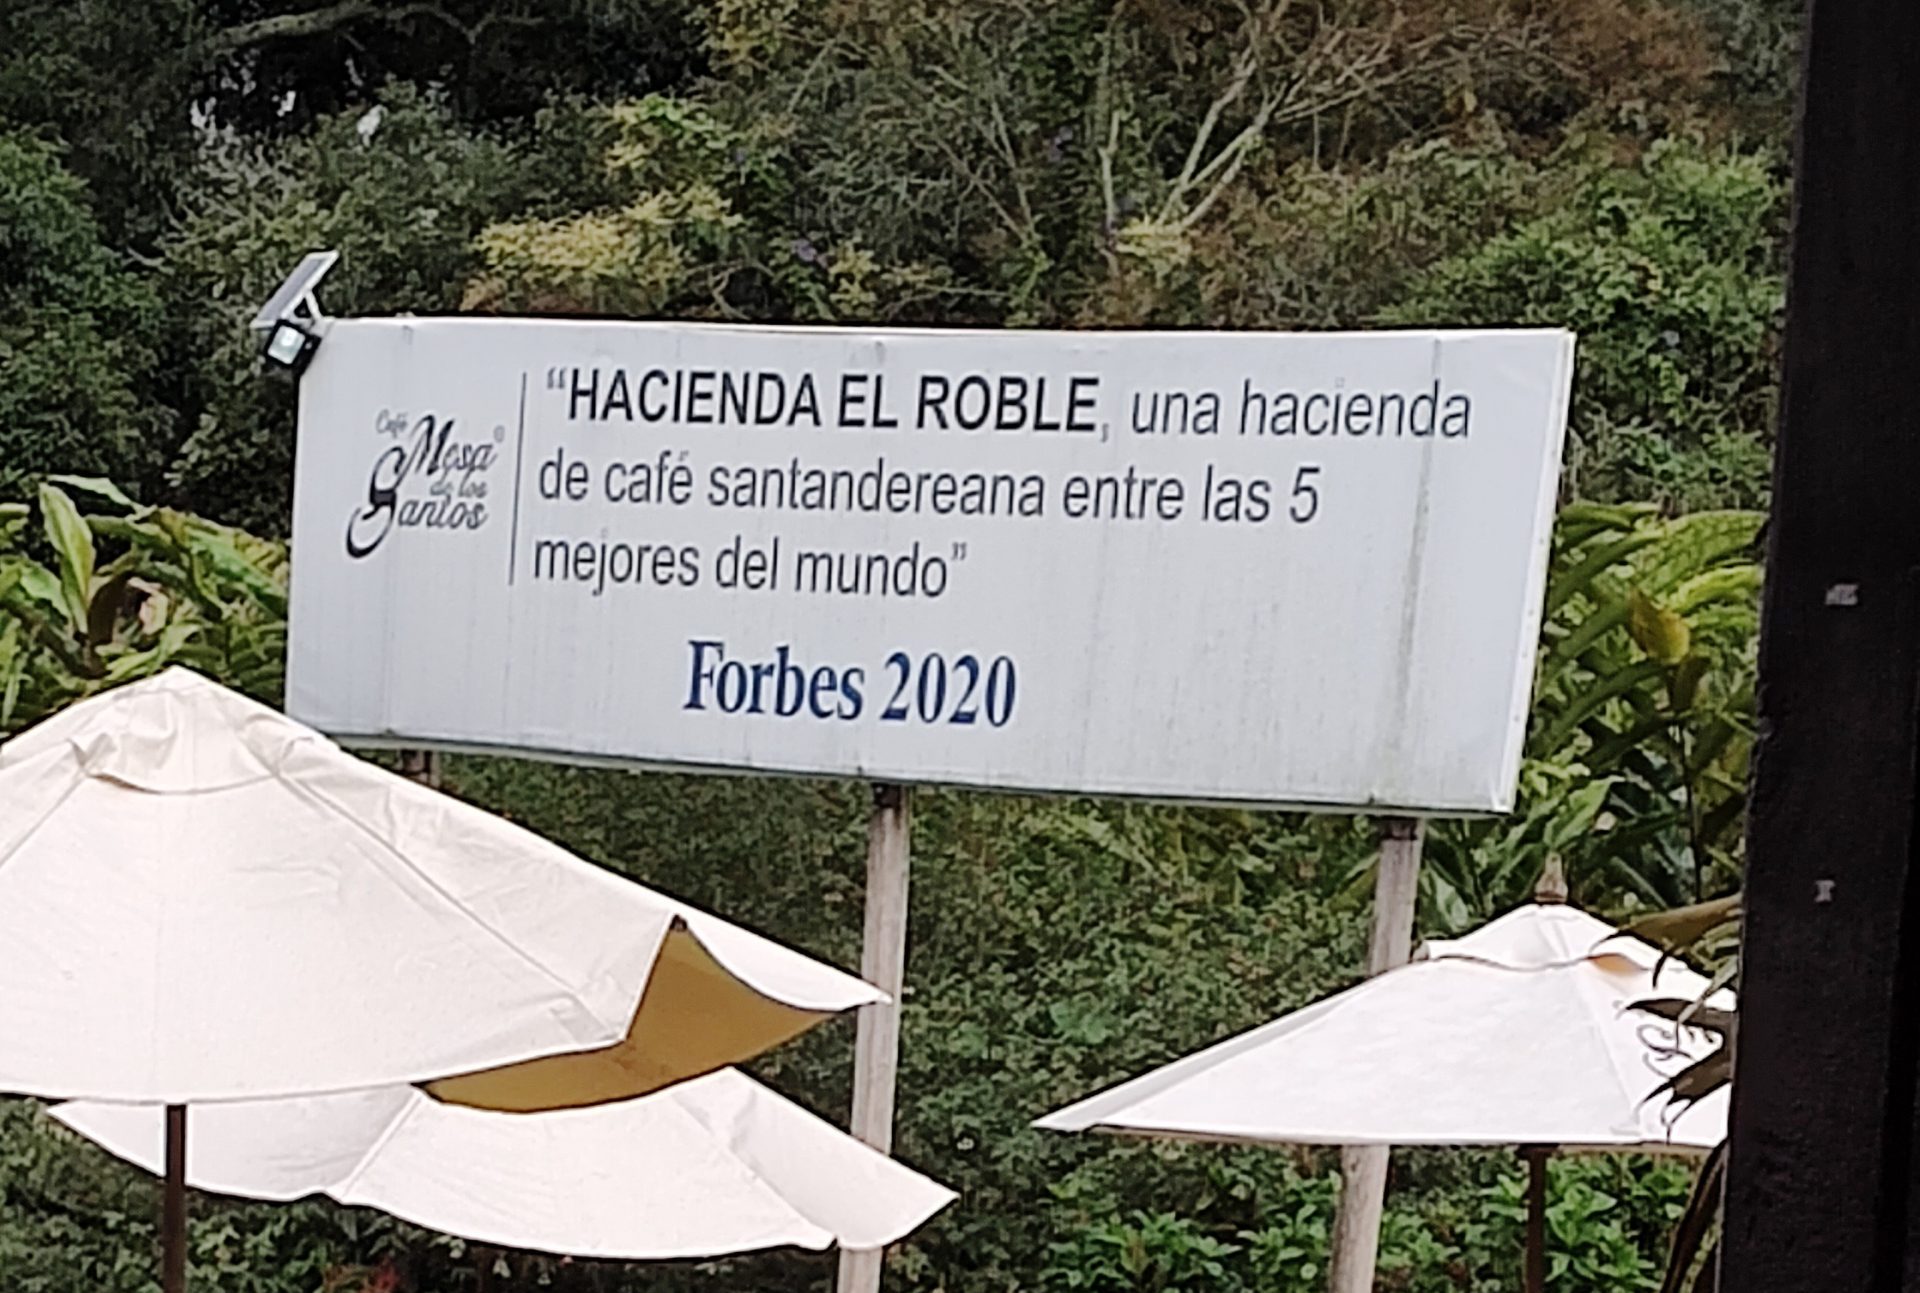 Café
Mesa®
de los
Santos
“HACIENDA EL ROBLE, una hacienda
de café santandereana entre las 5
mejores del mundo”
Forbes 2020